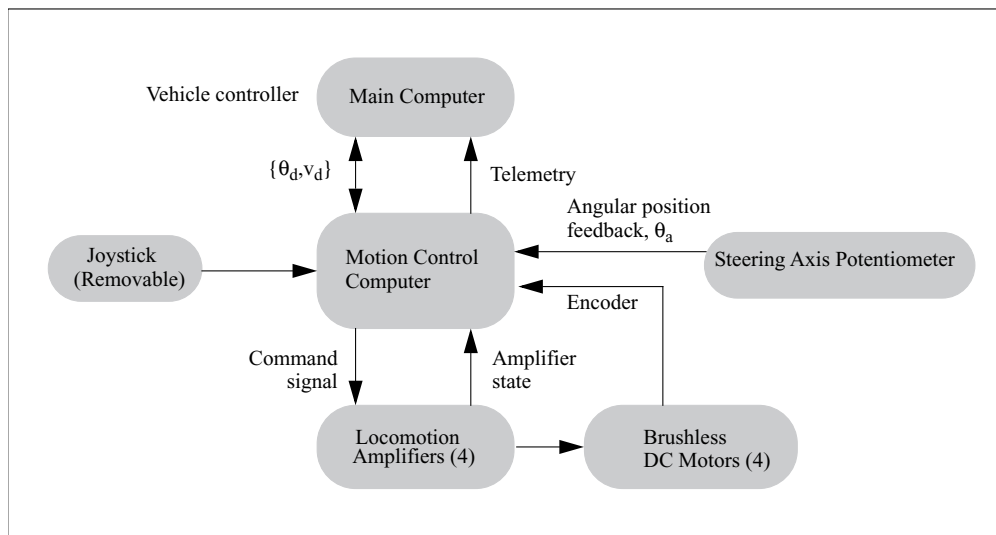 Vehicle controller
Main Computer
{θd,vd}
Telemetry
Angular position
feedback, θa
Joystick
(Removable)
Motion Control
Computer
Steering Axis Potentiometer
Encoder
Command
signal
Amplifier
state
Locomotion
Amplifiers (4)
Brushless
DC Motors (4)